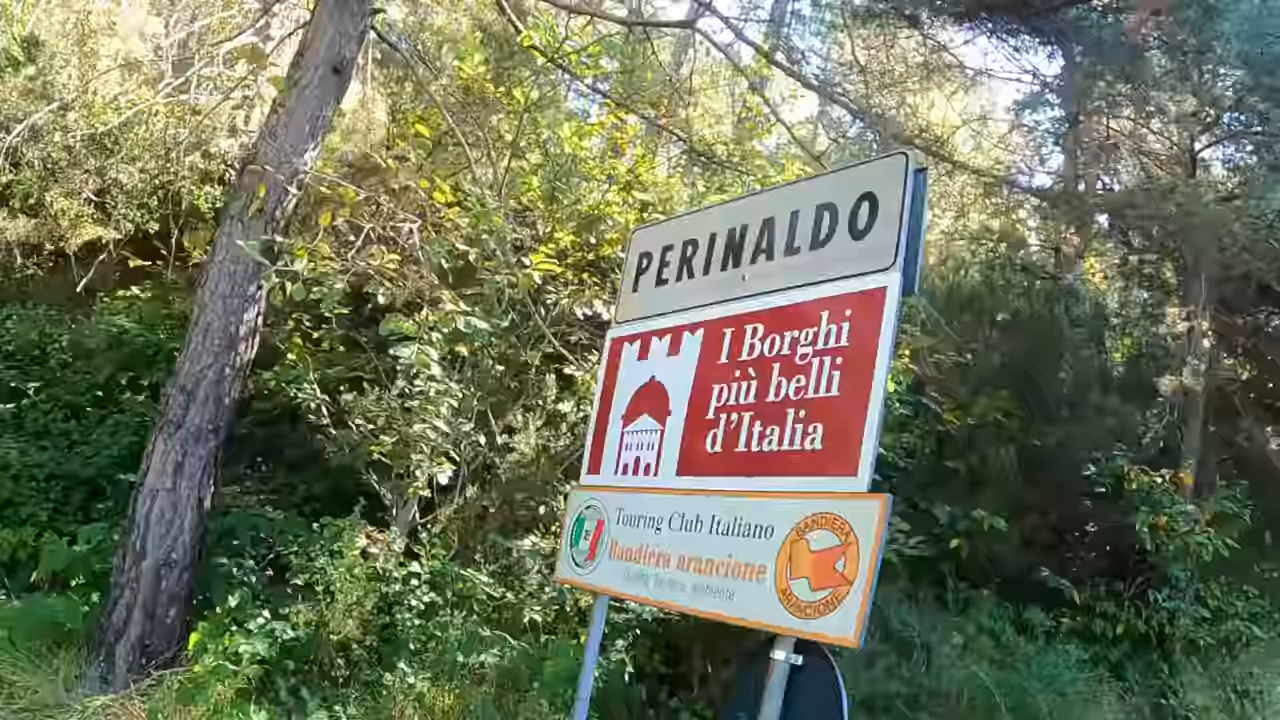 PERINALDO
I Borghi
più belli
d'Italia
Touring Club Italiano
Bandiera arancione
BANDIERA
ARANCIONE